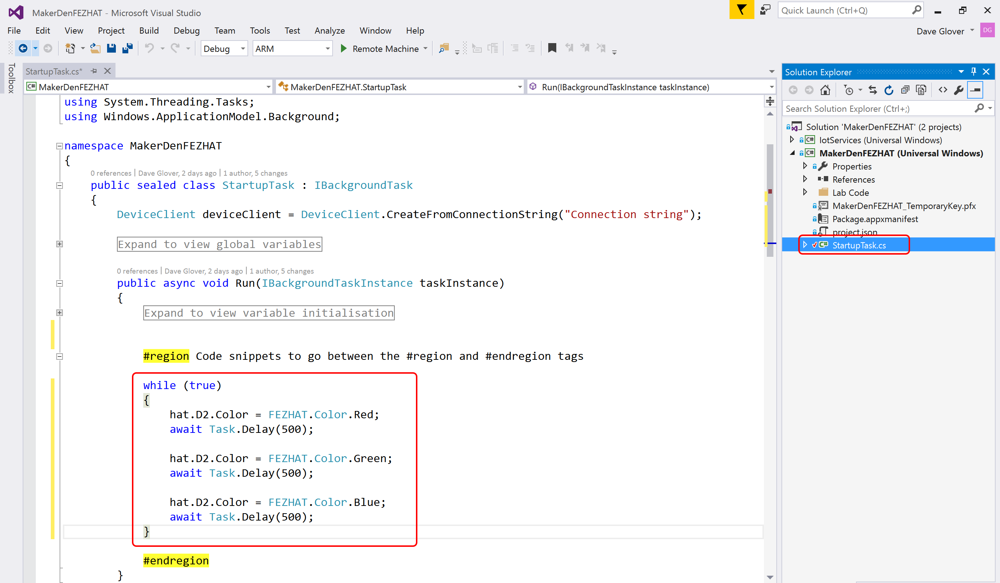 MakerDenFEZHAT - Microsoft Visual Studio
Quick Launch (Ctrl+Q)
File Edit View Project Build Debug Team Tools Test Analyze Window Help
Dave Glover
DG
Debug ARM Remote Machine
Toolbox
StartupTask.cs*
C# MakerDenFEZHAT
MakerDenFEZHAT.StartupTask
Run(IBackgroundTaskInstance taskInstance)
using System.Threading.Tasks;
using Windows.ApplicationModel.Background;
namespace MakerDenFEZHAT
{
0 references | Dave Glover, 2 days ago | 1 author, 5 changes
public sealed class StartupTask : IBackgroundTask
{
DeviceClient deviceClient = DeviceClient.CreateFromConnectionString("Connection string");
Expand to view global variables
0 references | Dave Glover, 2 days ago | 1 author, 5 changes
public async void Run(IBackgroundTaskInstance taskInstance)
{
Expand to view variable initialisation
#region Code snippets to go between the #region and #endregion tags
while (true)
{
hat.D2.Color = FEZHAT.Color.Red;
await Task.Delay(500);
hat.D2.Color = FEZHAT.Color.Green;
await Task.Delay(500);
hat.D2.Color = FEZHAT.Color.Blue;
await Task.Delay(500);
}
#endregion
}
Solution Explorer
Search Solution Explorer (Ctrl+;)
Solution 'MakerDenFEZHAT' (2 projects)
C# IotServices (Universal Windows)
C# MakerDenFEZHAT (Universal Windows)
Properties
References
Lab Code
MakerDenFEZHAT_TemporaryKey.pfx
Package.appxmanifest
project.json
C# StartupTask.cs